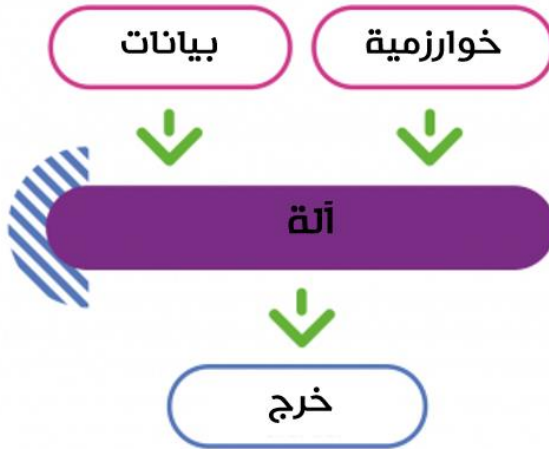 خوارزمية
بيانات
آلة
خرج